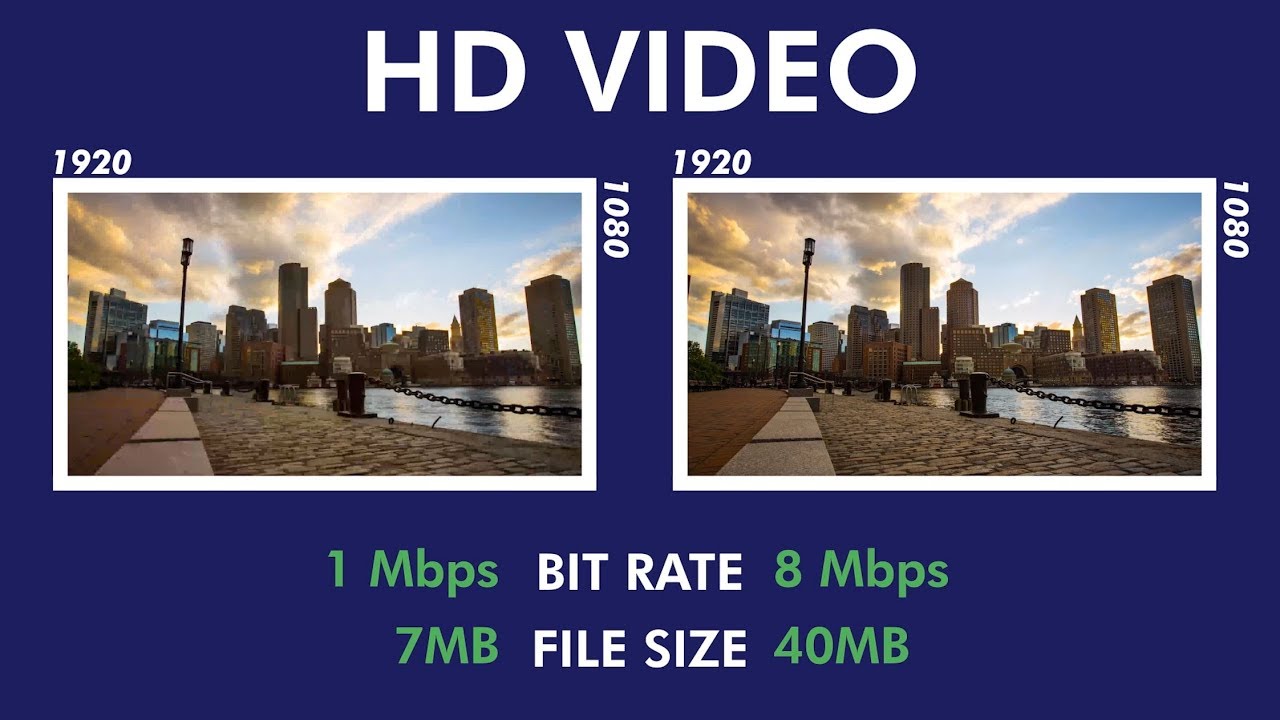 HD VIDEO
1920
1080
1920
1080
1 Mbps BIT RATE 8 Mbps
7MB FILE SIZE 40MB